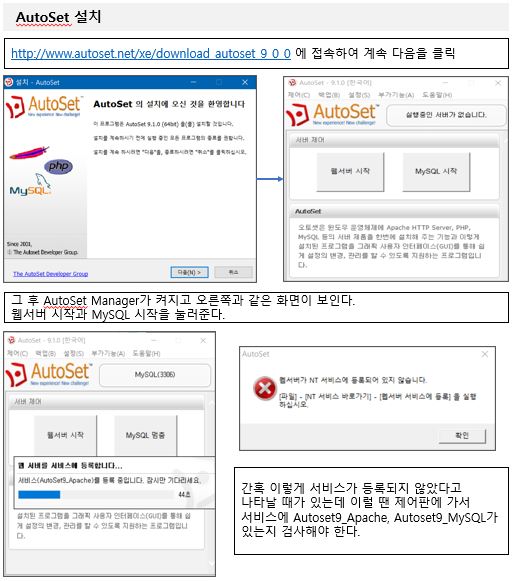 AutoSet 설치
http://www.autoset.net/xe/download_autoset_9_0_0 에 접속하여 계속 다음을 클릭
설치 - AutoSet
AutoSet
New experience! New challenge!
php
MySQL
Since 2001,
ⓒ The Autoset Developer Group.
AutoSet 의 설치에 오신 것을 환영합니다
이 프로그램은 AutoSet 9.1.0 (64bit) 을(를) 설치할 것입니다.
설치를 계속하시기 전에 실행 중인 모든 프로그램의 종료를 권합니다.
설치를 계속 하시려면 "다음"을, 종료하시려면 "취소"를 클릭하십시오.
The AutoSet Developer Group
다음(N) >
취소
AutoSet - 9.1.0 [한국어]
제어(C) 백업(B) 설정(S) 부가기능(A) 도움말(H)
AutoSet
New experience! New challenge!
실행중인 서버가 없습니다.
서버 제어
웹서버 시작
MySQL 시작
AutoSet
오토셋은 윈도우 운영체제에 Apache HTTP Server, PHP,
MySQL 등의 서버 제품을 한번에 설치해 주는 기능과 이렇게
설치된 프로그램을 그래픽 사용자 인터페이스(GUI)를 통해 쉽
게 설정의 변경, 관리를 할 수 있도록 지원하는 프로그램입니
다.
그 후 AutoSet Manager가 켜지고 오른쪽과 같은 화면이 보인다.
웹서버 시작과 MySQL 시작을 눌러준다.
AutoSet - 9.1.0 [한국어]
제어(C) 백업(B) 설정(S) 부가기능(A) 도움말(H)
AutoSet
New experience! New challenge!
MySQL(3306)
서버 제어
웹서버 시작
MySQL 멈춤
웹 서버를 서비스에 등록합니다...
서비스(AutoSet9_Apache)를 등록 중입니다. 잠시만 기다리세요.
44초
설치된 프로그램을 그래픽 사용자 인터페이스(GUI)를 통해 쉽
게 설정의 변경, 관리를 할 수 있도록 지원하는 프로그램입니
다.
AutoSet
웹서버가 NT 서비스에 등록되어 있지 않습니다.
[파일] - [NT 서비스 바로가기] - [웹서버 서비스에 등록] 을 실행
하십시오.
확인
간혹 이렇게 서비스가 등록되지 않았다고
나타날 때가 있는데 이럴 땐 제어판에 가서
서비스에 Autoset9_Apache, Autoset9_MySQL가
있는지 검사해야 한다.